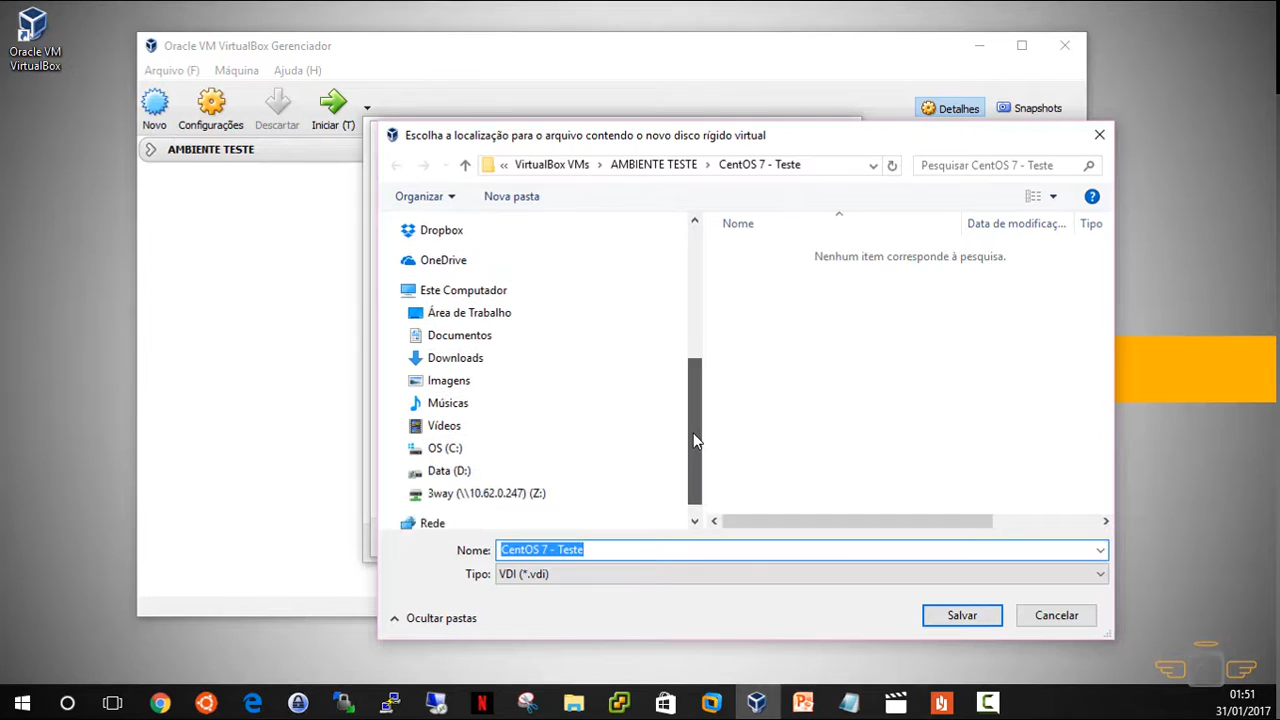 Oracle VM
VirtualBox
Oracle VM VirtualBox Gerenciador
Arquivo (F) Máquina Ajuda (H)
Novo Configurações Descartar Iniciar (T) Detalhes Snapshots
AMBIENTE TESTE
Escolha a localização para o arquivo contendo o novo disco rígido virtual
« VirtualBox VMs > AMBIENTE TESTE > CentOS 7 - Teste
Pesquisar CentOS 7 - Teste
Organizar Nova pasta
Nome Data de modificaç... Tipo
Nenhum item corresponde à pesquisa.
Dropbox
OneDrive
Este Computador
Área de Trabalho
Documentos
Downloads
Imagens
Músicas
Vídeos
OS (C:)
Data (D:)
3way (\\10.62.0.247) (Z:)
Rede
Nome: CentOS 7 - Teste
Tipo: VDI (*.vdi)
Ocultar pastas
Salvar Cancelar
01:51
31/01/2017